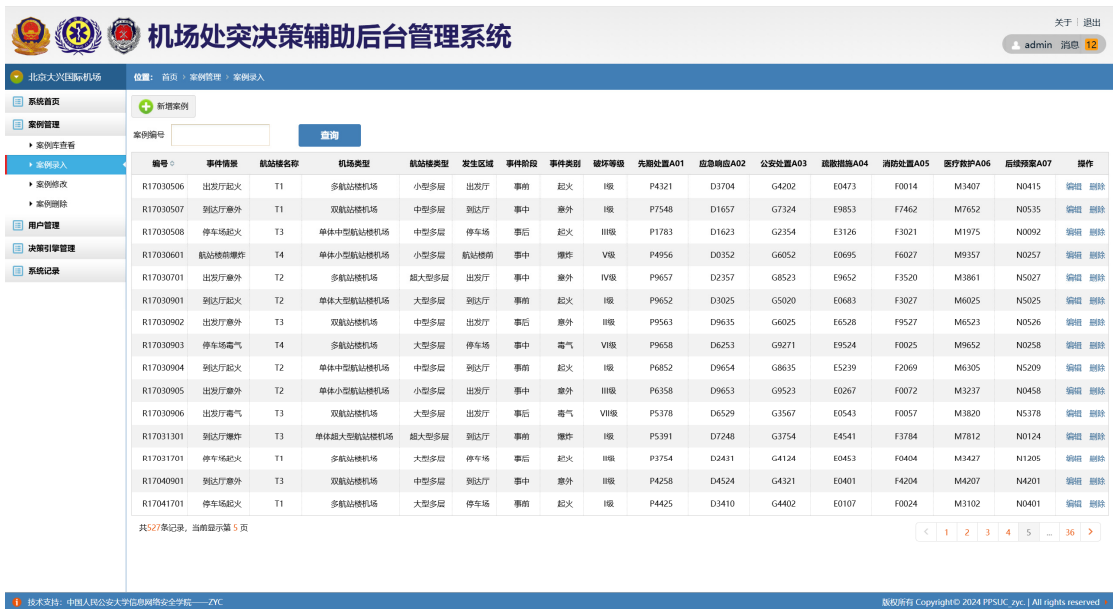 机场处突决策辅助后台管理系统
关于 | 退出
admin 消息 12
北京大兴国际机场
位置： 首页 › 案例管理 › 案例录入
系统首页
案例管理
案例库查看
案例录入
案例修改
案例删除
用户管理
决策引擎管理
系统记录
新增案例
案例编号 查询
编号 事件情景 航站楼名称 机场类型 航站楼类型 发生区域 事件阶段 事件类别 破坏等级 先期处置A01 应急响应A02 公安处置A03 疏散措施A04 消防处置A05 医疗救护A06 后续预案A07 操作
R17030506 出发厅起火 T1 多航站楼机场 小型多层 出发厅 事前 起火 I级 P4321 D3704 G4202 E0473 F0014 M3407 N0415 编辑 删除
R17030507 到达厅意外 T1 双航站楼机场 中型多层 到达厅 事中 意外 I级 P7548 D1657 G7324 E9853 F7462 M7652 N0535 编辑 删除
R17030508 停车场起火 T3 单体中型航站楼机场 中型多层 停车场 事后 起火 III级 P1783 D1623 G2354 E3126 F3021 M1975 N0092 编辑 删除
R17030601 航站楼前爆炸 T4 单体小型航站楼机场 小型多层 航站楼前 事中 爆炸 V级 P4956 D0352 G6052 E0695 F6027 M9357 N0257 编辑 删除
R17030701 出发厅意外 T2 多航站楼机场 超大型多层 出发厅 事中 意外 IV级 P9657 D2357 G8523 E9652 F3520 M3861 N5027 编辑 删除
R17030901 到达厅起火 T2 单体大型航站楼机场 大型多层 到达厅 事前 起火 I级 P9652 D3025 G5020 E0683 F3027 M6025 N5025 编辑 删除
R17030902 出发厅意外 T3 双航站楼机场 中型多层 出发厅 事后 意外 II级 P9563 D9635 G6025 E6528 F9527 M6523 N0526 编辑 删除
R17030903 停车场毒气 T4 多航站楼机场 大型多层 停车场 事中 毒气 VI级 P9658 D6253 G9271 E9524 F0025 M9652 N0258 编辑 删除
R17030904 到达厅起火 T2 单体中型航站楼机场 中型多层 到达厅 事前 起火 I级 P6852 D9654 G8635 E5239 F2069 M6305 N5209 编辑 删除
R17030905 出发厅意外 T2 单体小型航站楼机场 小型多层 出发厅 事中 意外 III级 P6358 D9653 G9523 E0267 F0072 M3237 N0458 编辑 删除
R17030906 出发厅毒气 T3 双航站楼机场 大型多层 出发厅 事后 毒气 VII级 P5378 D6529 G3567 E0543 F0057 M3820 N5378 编辑 删除
R17031301 到达厅爆炸 T3 单体超大型航站楼机场 超大型多层 到达厅 事前 爆炸 I级 P5391 D7248 G3754 E4541 F3784 M7812 N0124 编辑 删除
R17031701 停车场起火 T1 多航站楼机场 大型多层 停车场 事后 起火 II级 P3754 D2431 G4124 E0453 F0404 M3427 N1205 编辑 删除
R17040901 到达厅意外 T3 双航站楼机场 中型多层 到达厅 事中 意外 II级 P4258 D4524 G4321 E0401 F4204 M4207 N4201 编辑 删除
R17041701 停车场起火 T1 多航站楼机场 大型多层 停车场 事前 起火 I级 P4425 D3410 G4402 E0107 F0024 M3102 N0401 编辑 删除
共527条记录，当前显示第 5 页
< 1 2 3 4 5 ... 36 >
技术支持：中国人民公安大学信息网络安全学院——ZYC
版权所有 Copyright© 2024 PPSUC_zyc. | All rights reserved